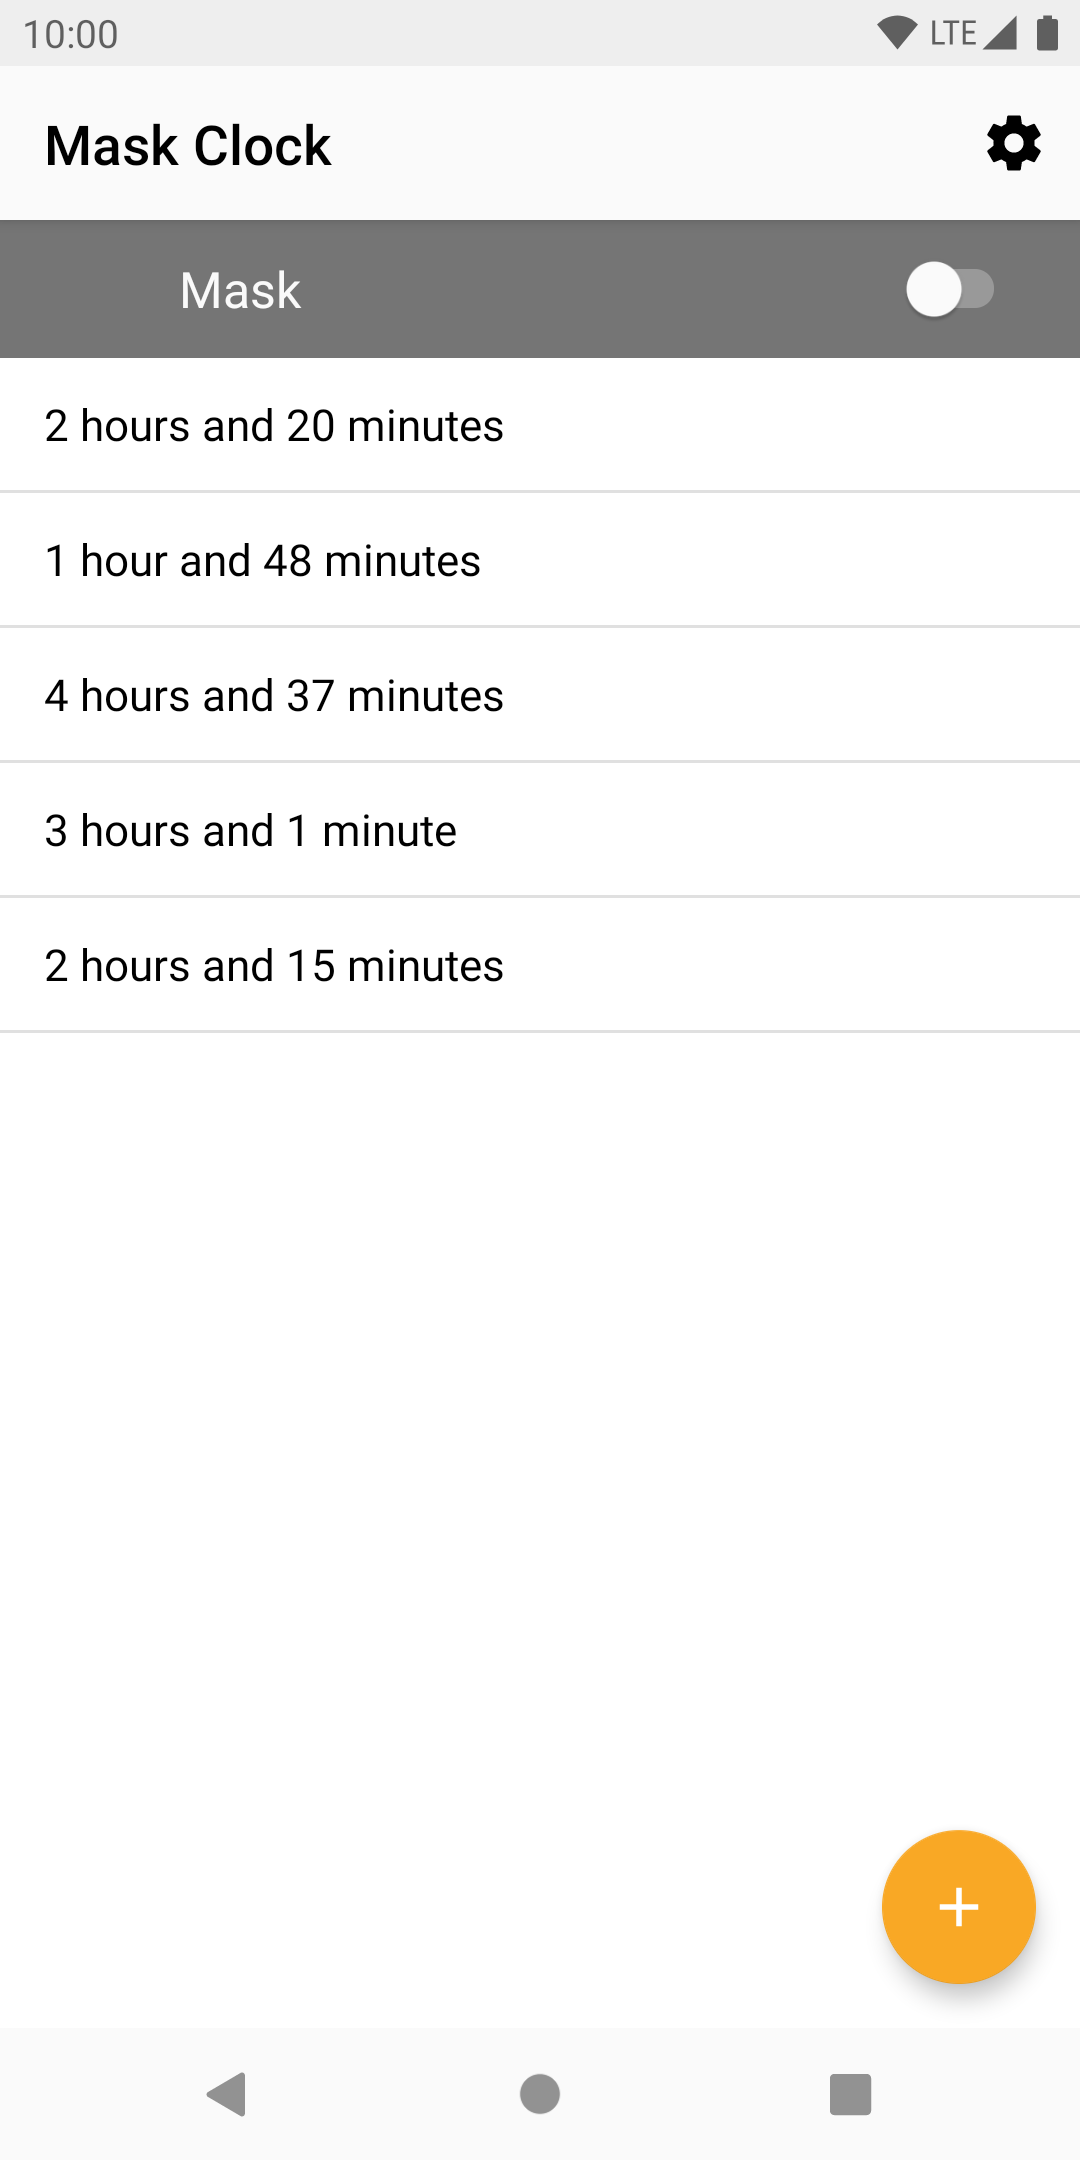 10:00
LTE
Mask Clock
Mask
2 hours and 20 minutes
1 hour and 48 minutes
4 hours and 37 minutes
3 hours and 1 minute
2 hours and 15 minutes